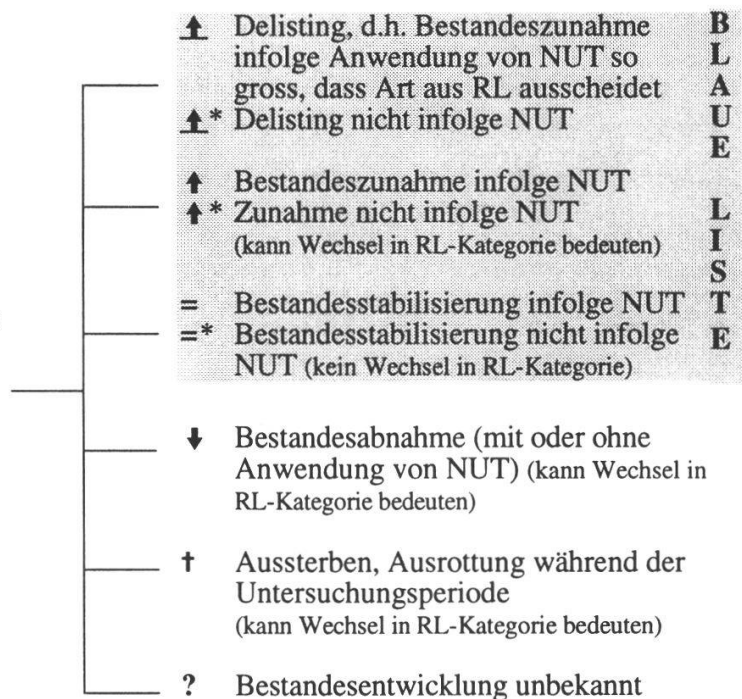 ↥ Delisting, d.h. Bestandeszunahme
infolge Anwendung von NUT so
gross, dass Art aus RL ausscheidet
↥* Delisting nicht infolge NUT
↑ Bestandeszunahme infolge NUT
↑* Zunahme nicht infolge NUT
(kann Wechsel in RL-Kategorie bedeuten)
= Bestandesstabilisierung infolge NUT
=* Bestandesstabilisierung nicht infolge
NUT (kein Wechsel in RL-Kategorie)
BLAUE LISTE
↓ Bestandesabnahme (mit oder ohne
Anwendung von NUT) (kann Wechsel in
RL-Kategorie bedeuten)
† Aussterben, Ausrottung während der
Untersuchungsperiode
(kann Wechsel in RL-Kategorie bedeuten)
? Bestandesentwicklung unbekannt